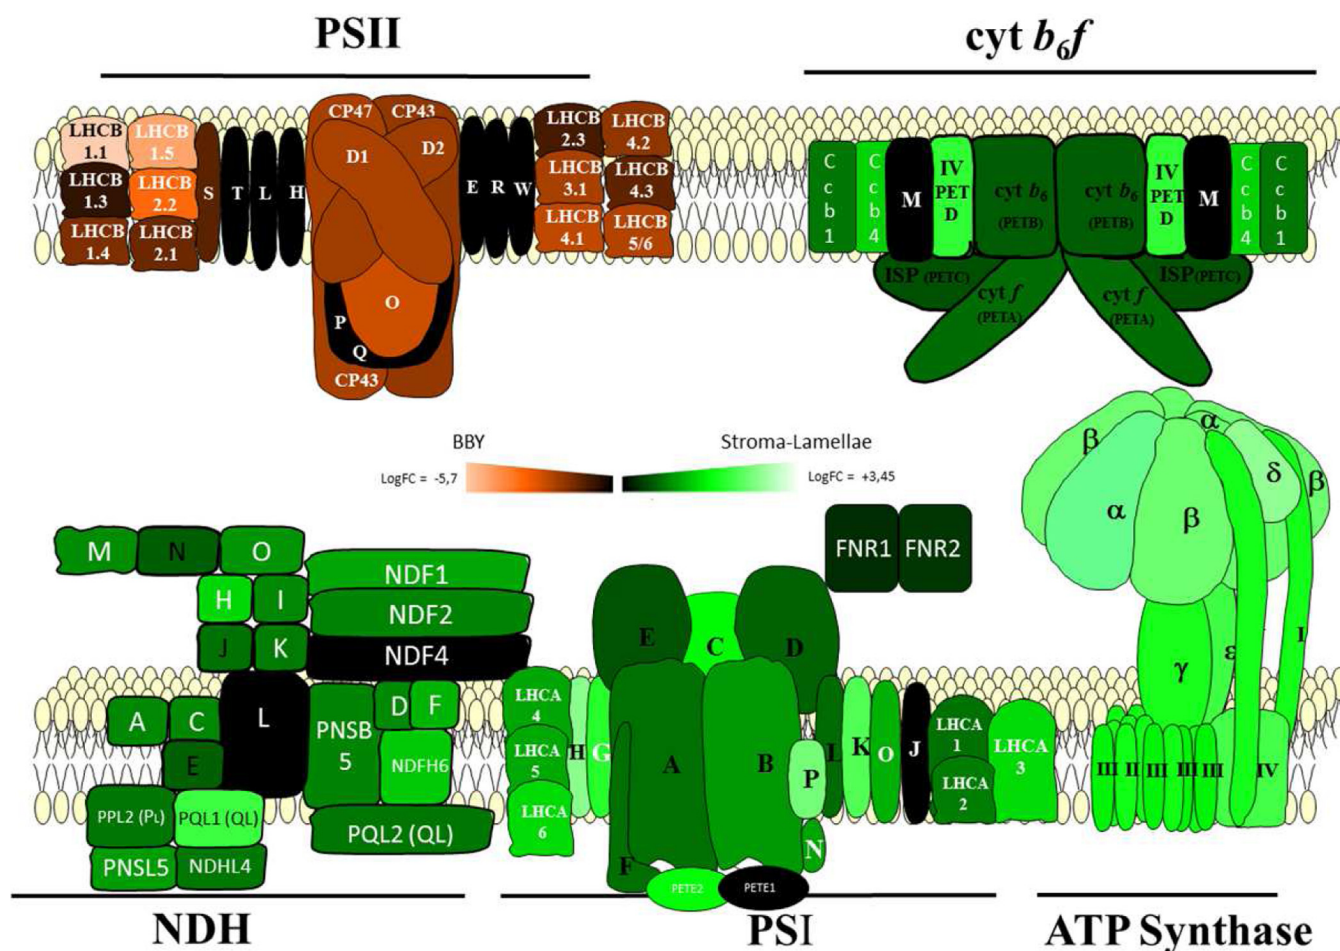 PSII
cyt b6f
CP47
CP43
LHCB
1.1
LHCB
1.5
LHCB
1.3
LHCB
2.2
LHCB
1.4
LHCB
2.1
S
T
L
H
D1
D2
O
P
Q
CP43
E
R
W
LHCB
2.3
LHCB
4.2
LHCB
3.1
LHCB
4.3
LHCB
4.1
LHCB
5/6
C
c
b
1
C
c
b
4
M
IV
PET
D
cyt b6
(PETB)
cyt b6
(PETB)
IV
PET
D
M
C
c
b
4
C
c
b
1
ISP (PETC)
cyt f
(PETA)
cyt f
(PETA)
ISP (PETC)
BBY
Stroma-Lamellae
LogFC = -5,7
LogFC = +3,45
M
N
O
H
I
J
K
NDF1
NDF2
NDF4
A
C
E
L
PNSB
5
D
F
NDFH6
PPL2 (PL)
PQL1 (QL)
PQL2 (QL)
PNSL5
NDHL4
NDH
FNR1
FNR2
E
C
D
LHCA
4
LHCA
5
LHCA
6
H
G
A
B
F
P
N
L
K
O
J
LHCA
1
LHCA
2
LHCA
3
PETE2
PETE1
PSI
β
α
β
α
δ
β
γ
ε
I
III
II
III
III
III
IV
ATP Synthase